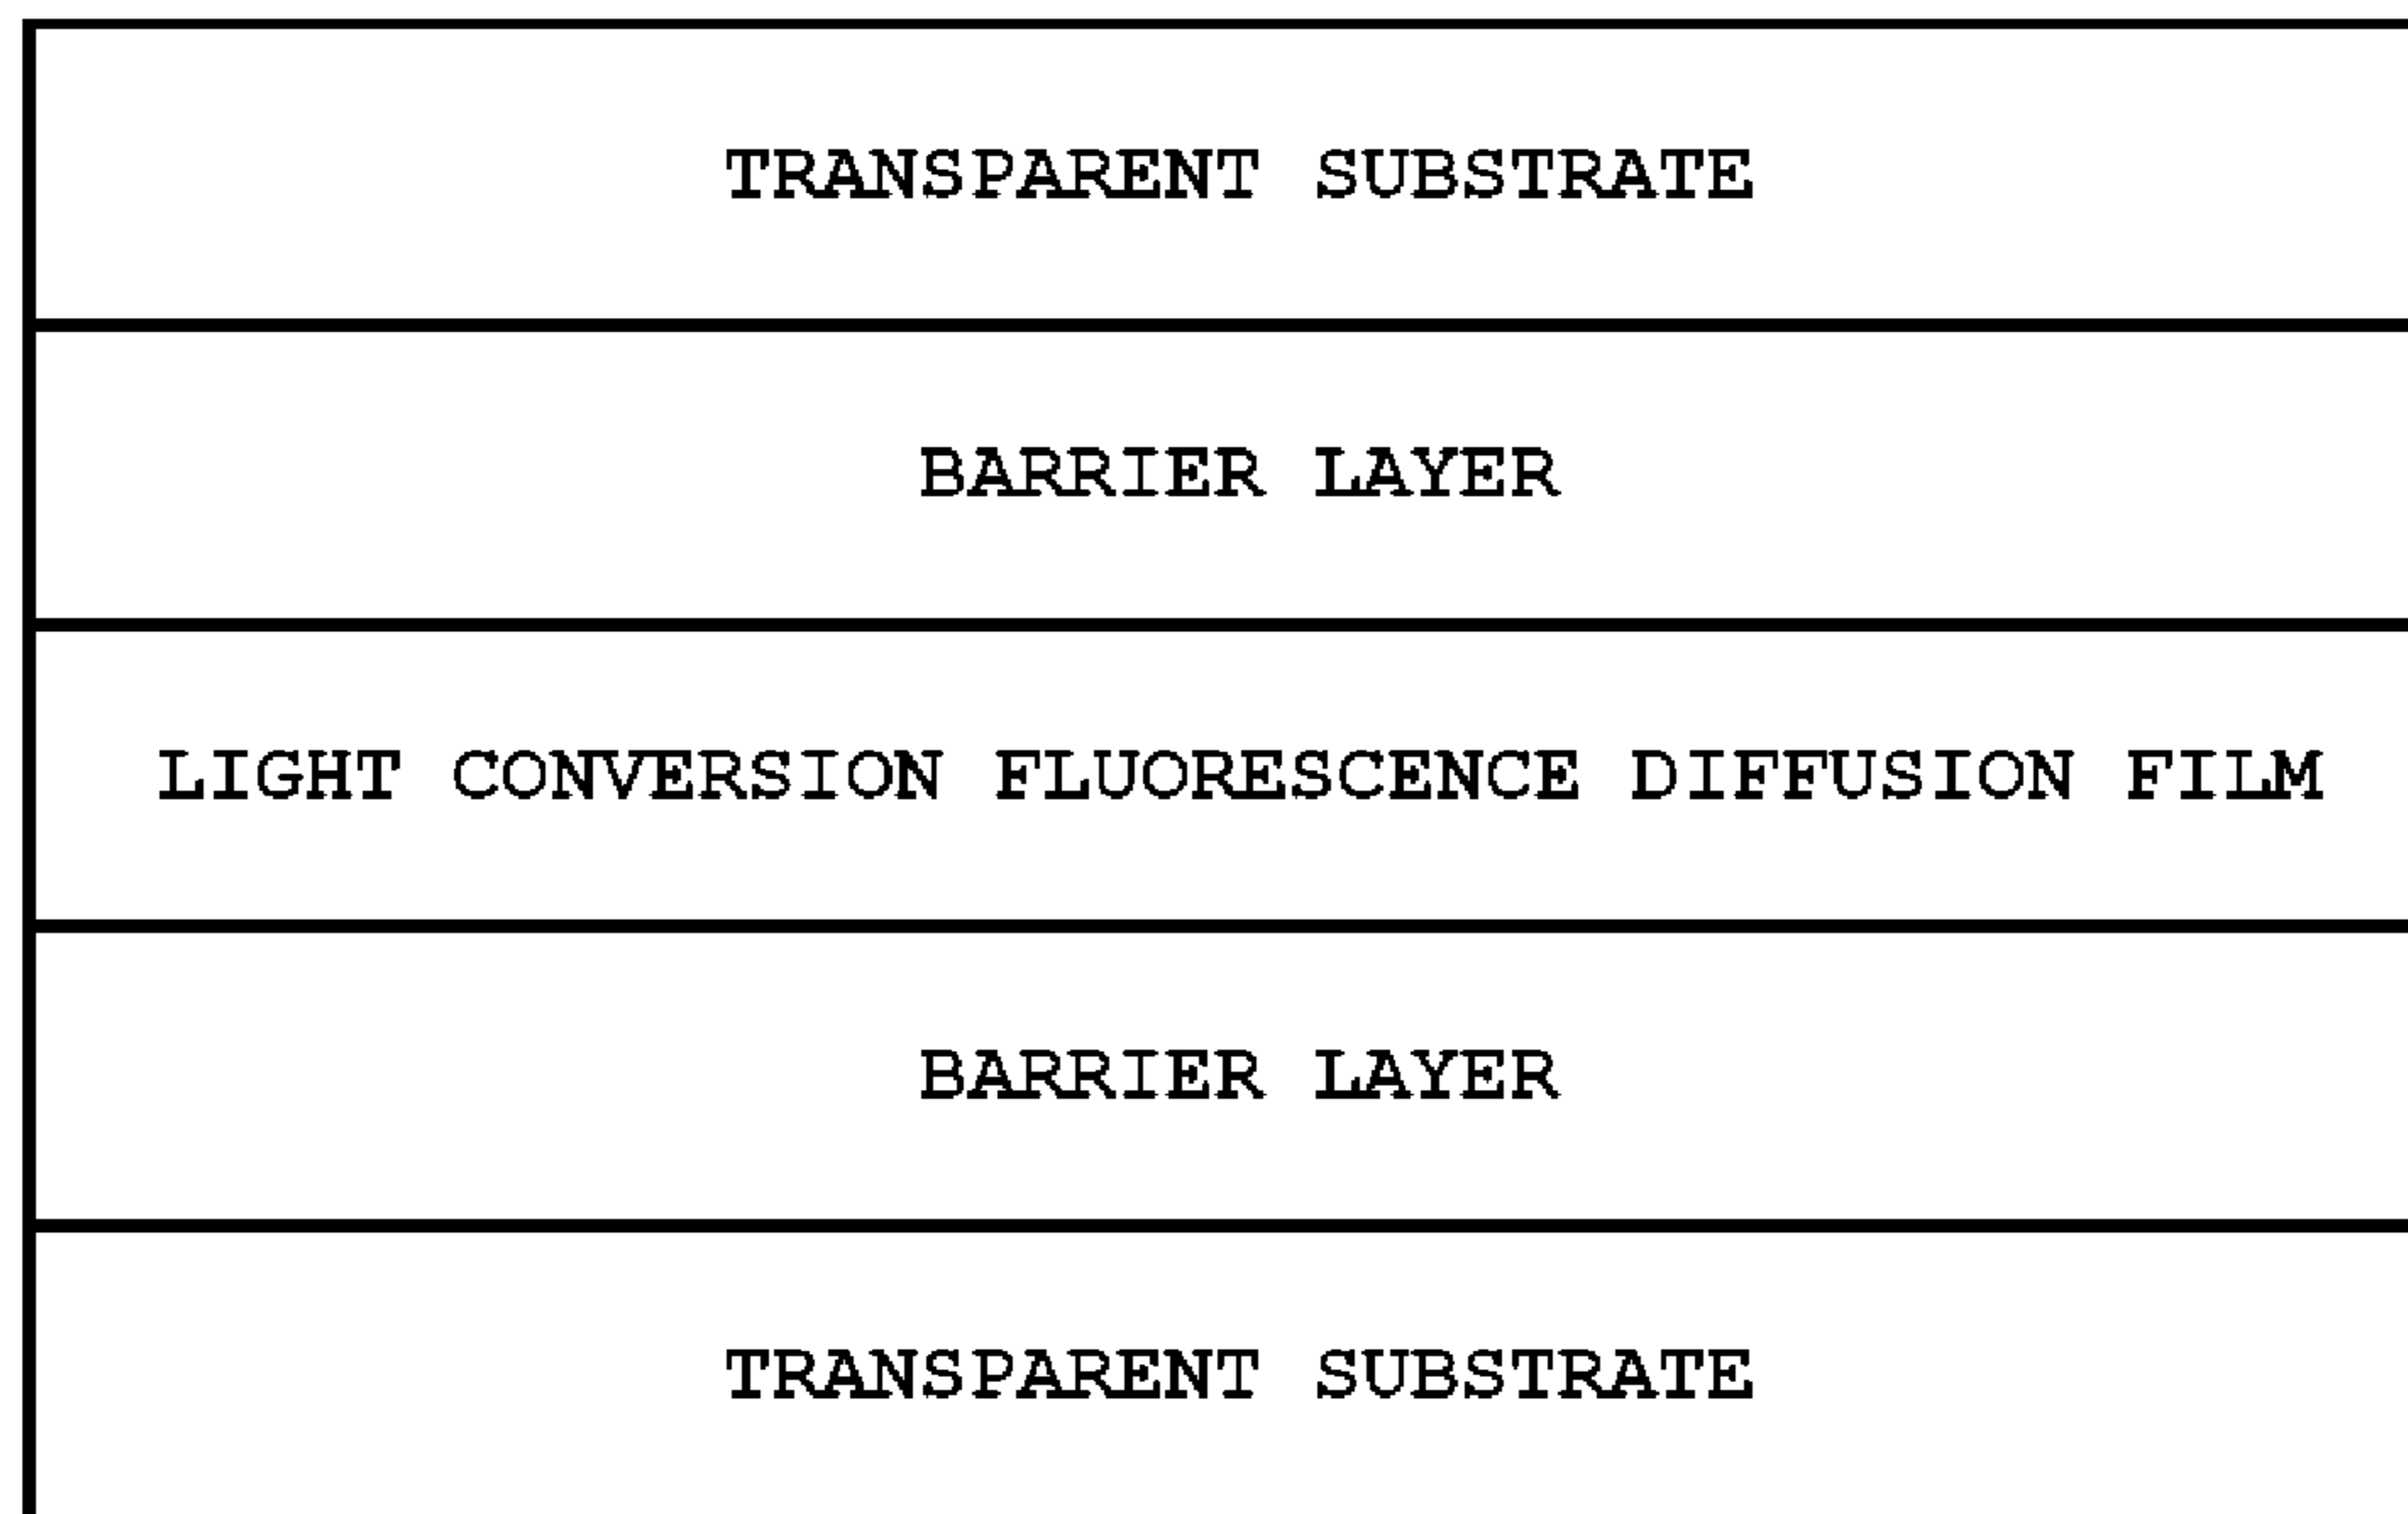 TRANSPARENT SUBSTRATE
BARRIER LAYER
LIGHT CONVERSION FLUORESCENCE DIFFUSION FILM
BARRIER LAYER
TRANSPARENT SUBSTRATE